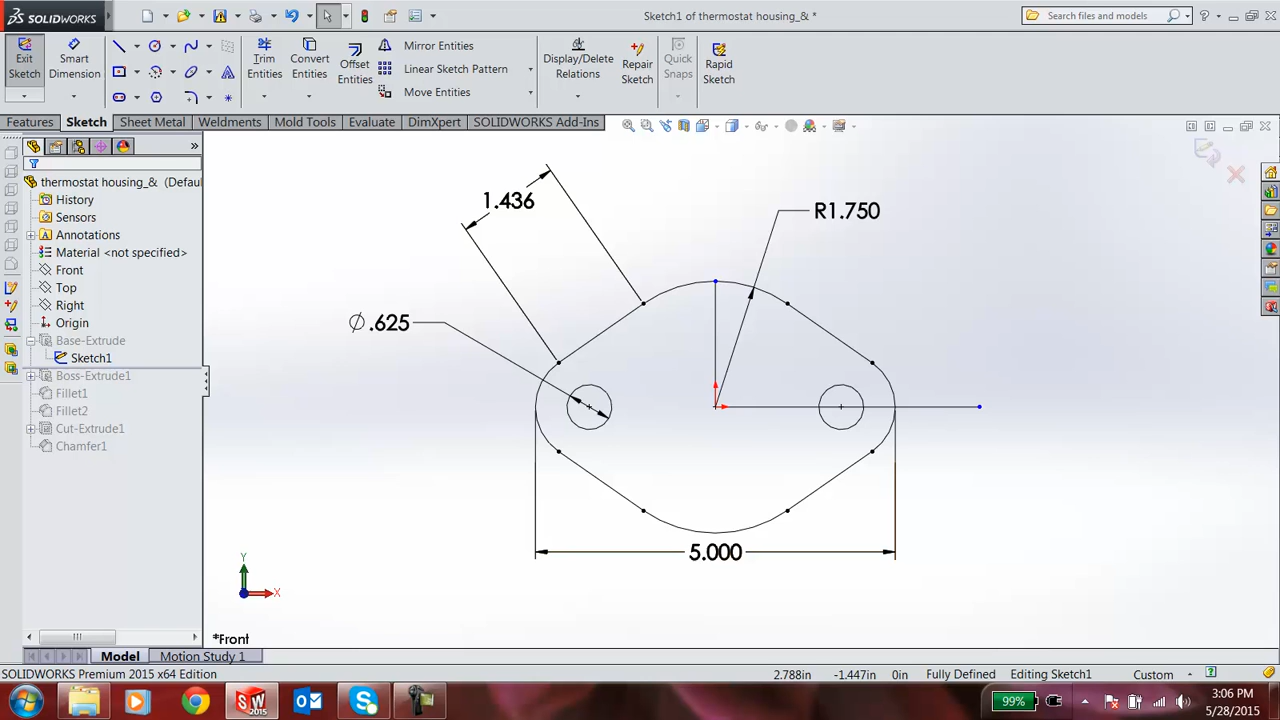 SOLIDWORKS
Sketch1 of thermostat housing_& *
Search files and models
?
Exit Sketch
Smart Dimension
Trim Entities
Convert Entities
Offset Entities
Mirror Entities
Linear Sketch Pattern
Move Entities
Display/Delete Relations
Repair Sketch
Quick Snaps
Rapid Sketch
Features Sketch Sheet Metal Weldments Mold Tools Evaluate DimXpert SOLIDWORKS Add-Ins
»
thermostat housing_& (Defau
History
Sensors
A Annotations
Material <not specified>
Front
Top
Right
Origin
Base-Extrude
Sketch1
Boss-Extrude1
Fillet1
Fillet2
Cut-Extrude1
Chamfer1
1.436
R1.750
Ø.625
5.000
Y
X
*Front
Model Motion Study 1
SOLIDWORKS Premium 2015 x64 Edition
2.788in -1.447in 0in Fully Defined Editing Sketch1 Custom
SW
2015
99%
3:06 PM
5/28/2015